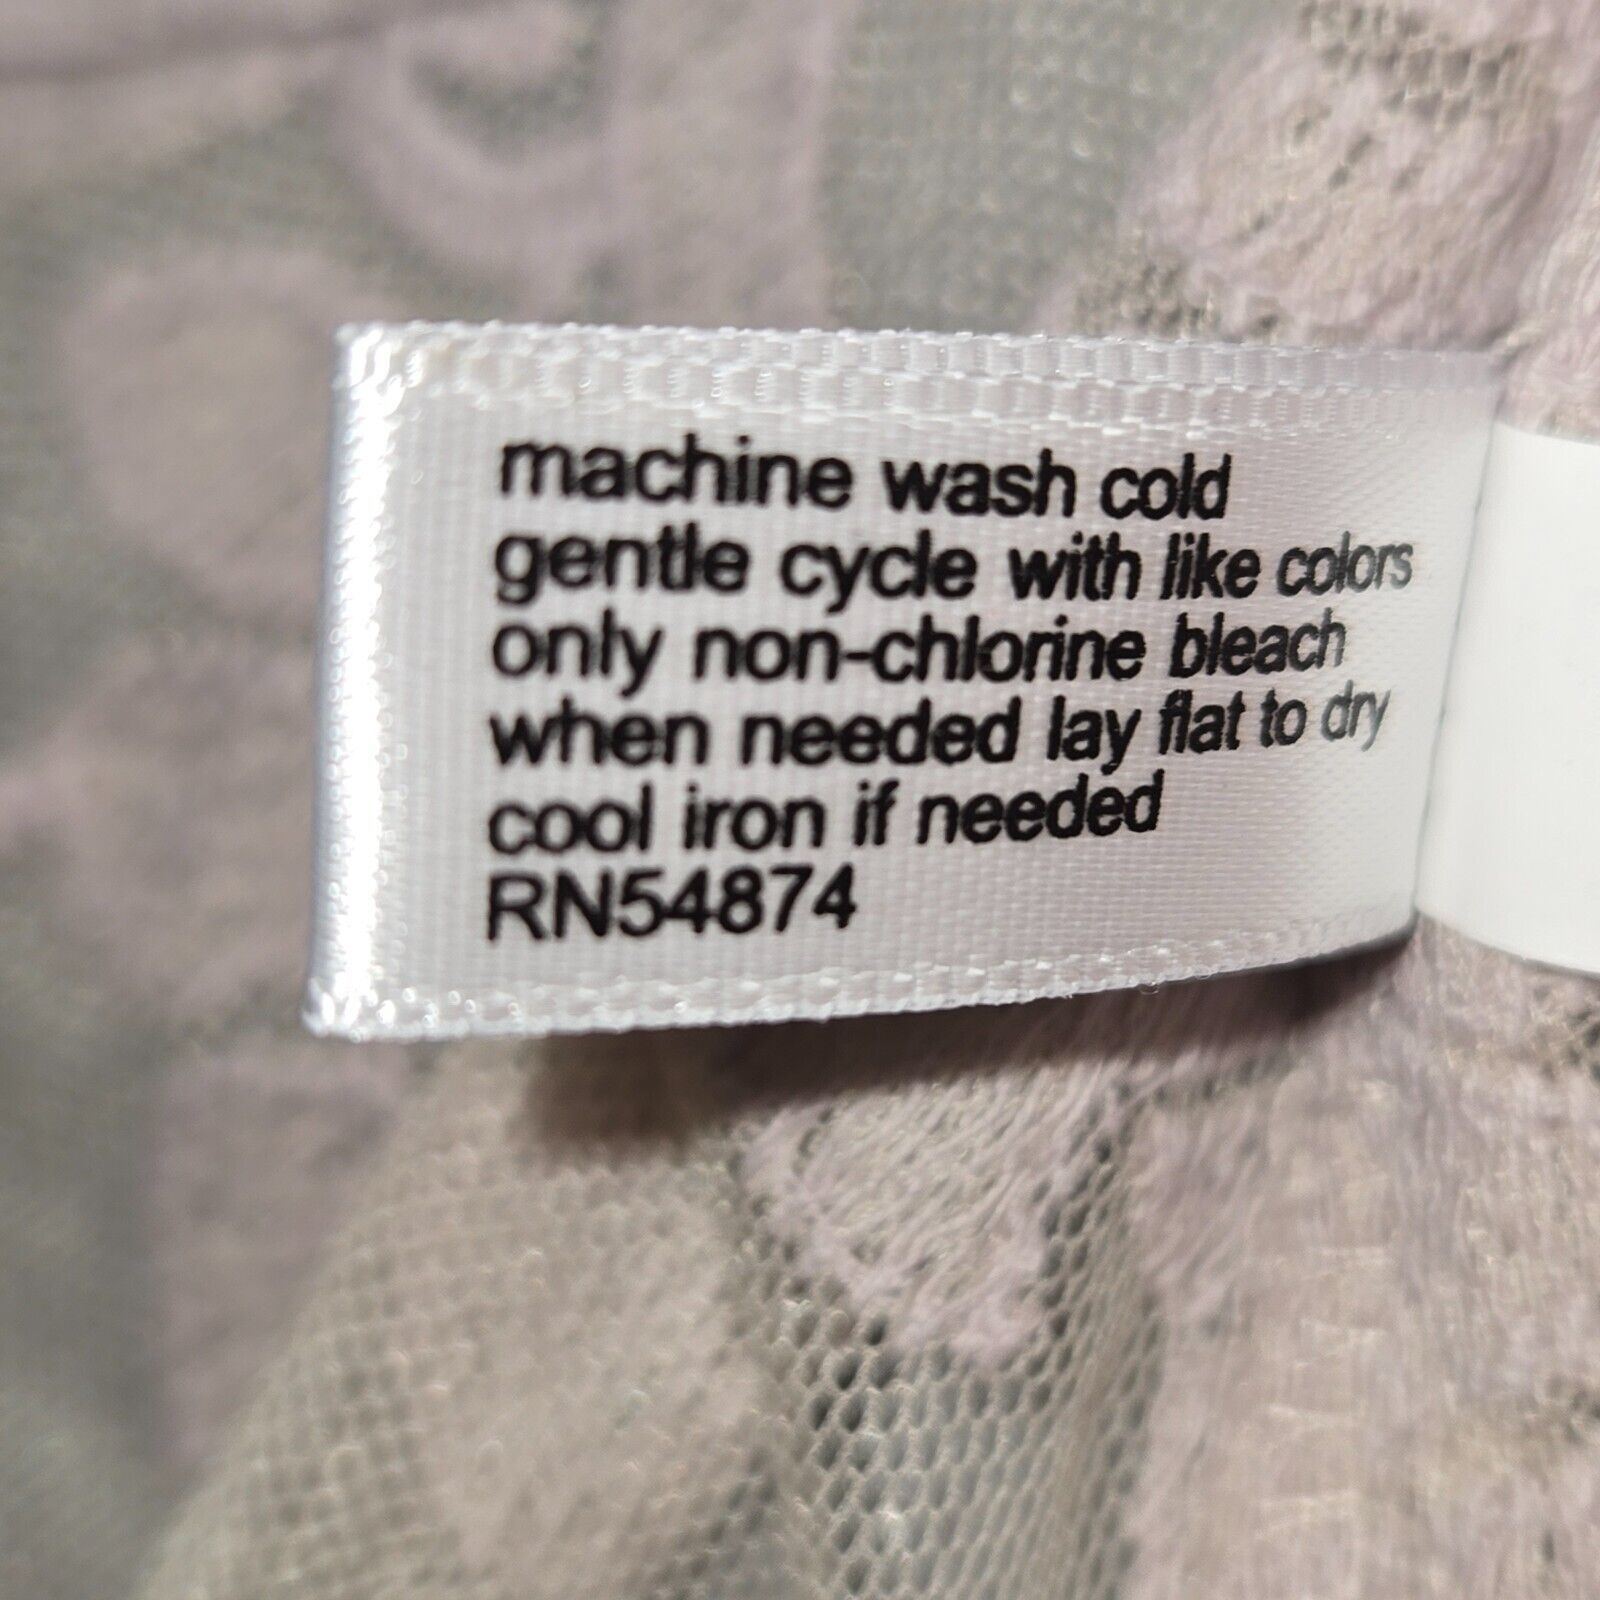 machine wash cold
gentle cycle with like colors
only non-chlorine bleach
when needed lay flat to dry
cool iron if needed
RN54874